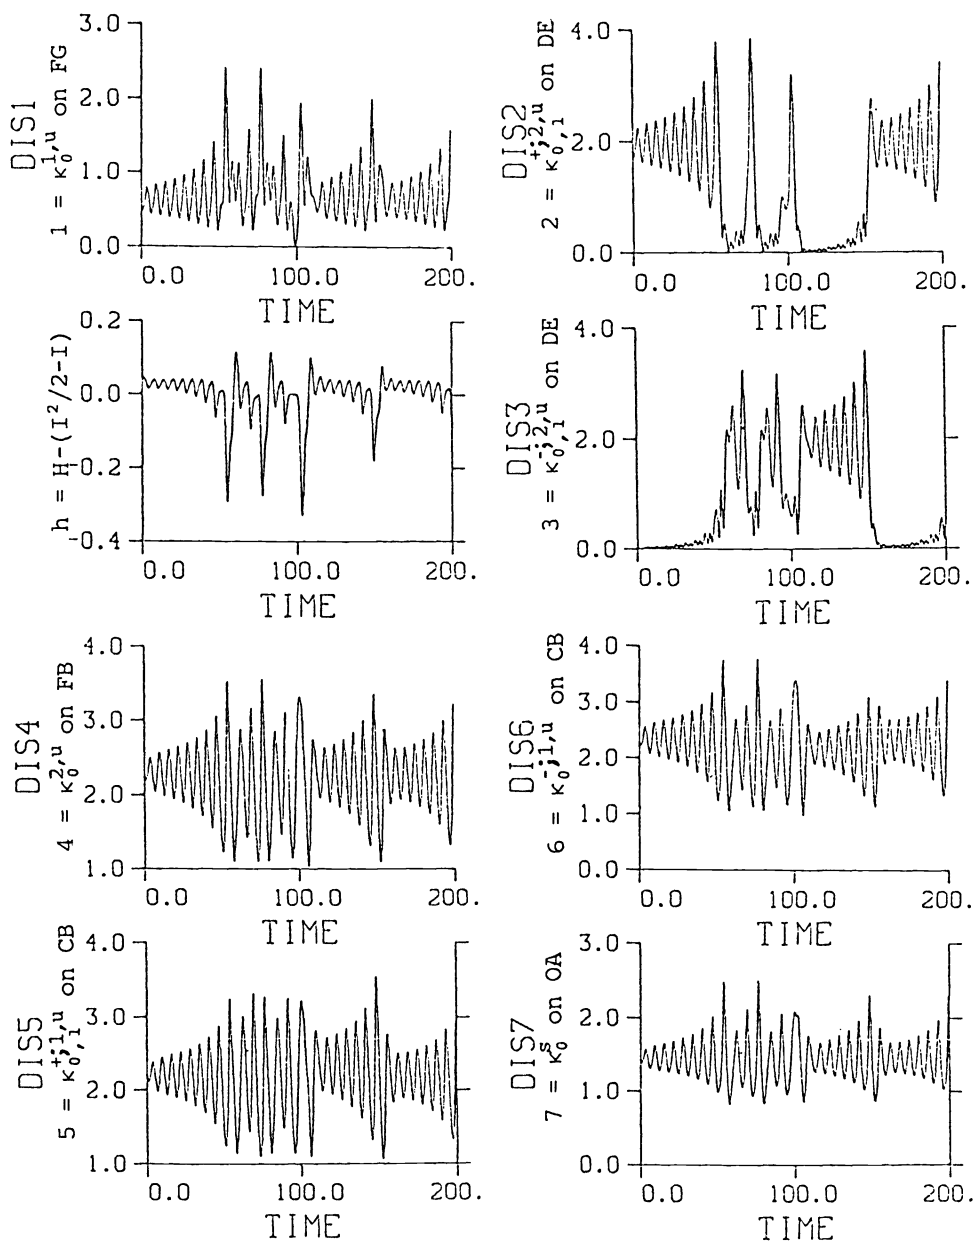 DIS1
1 = κ₀^{1,u} on FG
3.0
2.0
1.0
0.0
0.0
100.0
200.
TIME
DIS2
2 = κ_{0,1}^{+;2,u} on DE
4.0
2.0
0.0
0.0
100.0
200.
TIME
h = H-(I²/2-I)
0.2
0.0
-0.2
-0.4
0.0
100.0
200.
TIME
DIS3
3 = κ_{0,1}^{-;2,u} on DE
4.0
2.0
0.0
0.0
100.0
200.
TIME
DIS4
4 = κ₀^{2,u} on FB
4.0
3.0
2.0
1.0
0.0
100.0
200.
TIME
DIS6
6 = κ₀^{-;1,u} on CB
4.0
3.0
2.0
1.0
0.0
0.0
100.0
200.
TIME
DIS5
5 = κ_{0,1}^{+;1,u} on CB
4.0
3.0
2.0
1.0
0.0
100.0
200.
TIME
DIS7
7 = κ₀^{s} on OA
3.0
2.0
1.0
0.0
0.0
100.0
200.
TIME